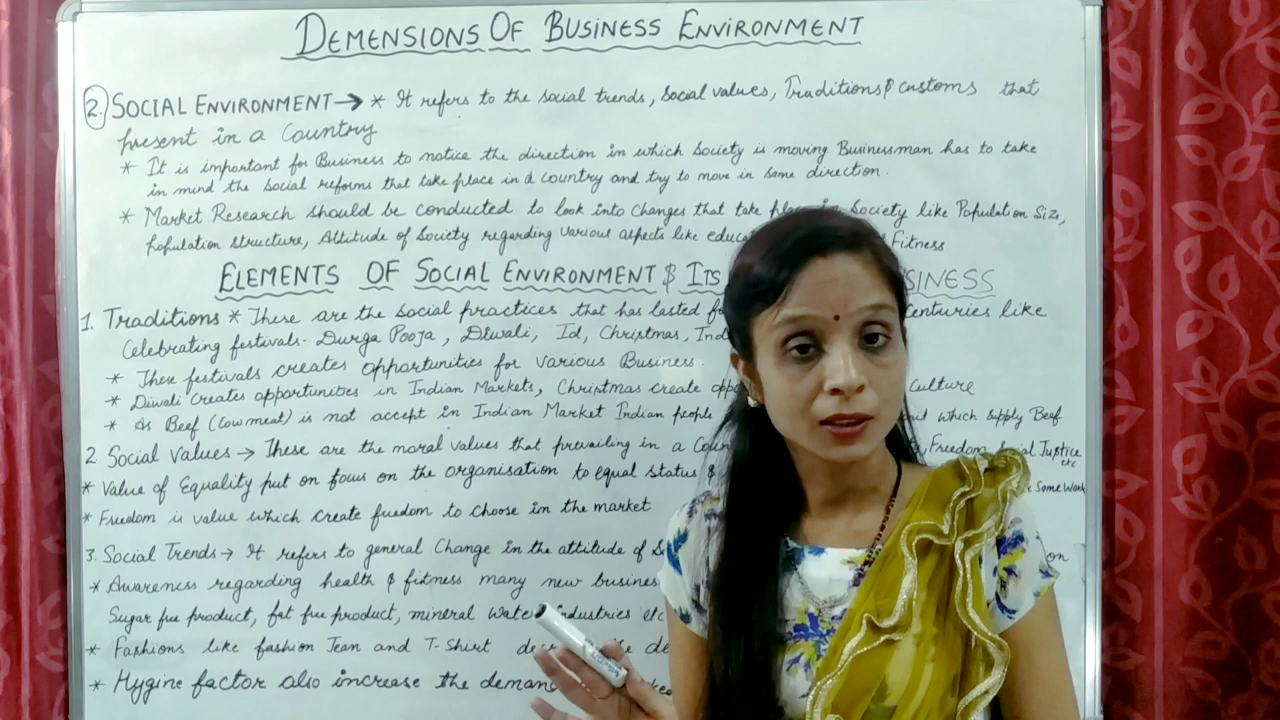 DEMENSIONS OF BUSINESS ENVIRONMENT
2. SOCIAL ENVIRONMENT → * It refers to the social trends, social values, Traditions & customs that
present in a Country
* It is important for Business to notice the direction in which society is moving Businessman has to take
in mind the social reforms that take place in a country and try to move in same direction.
* Market Research should be conducted to look into changes that take society like Population Size,
population structure, Attitude of society regarding various aspects like Fitness
ELEMENTS OF SOCIAL ENVIRONMENT & ITS
1. Traditions * These are the social practices that has lasted centuries like
Celebrating festivals- Durga Pooja, Diwali, Id, Christmas,
* These festivals creates opportunities for various Business.
* Diwali creates opportunities in Indian Markets, Christmas create Culture
* As Beef (cow meat) is not accept in Indian Market Indian people which supply Beef
2. Social Values → These are the moral values that prevailing in a Freedom Justice
etc
* Value of Equality put on focus on the organisation to equal status & Some Work
* Freedom is value which create freedom to choose in the market
3. Social Trends → It refers to general Change in the attitude of
* Awareness regarding health & fitness many new
Sugar free product, fat free product, mineral water industries etc
* Fashions like fashion Jean and T-Shirt
* Hygine factor also increase the